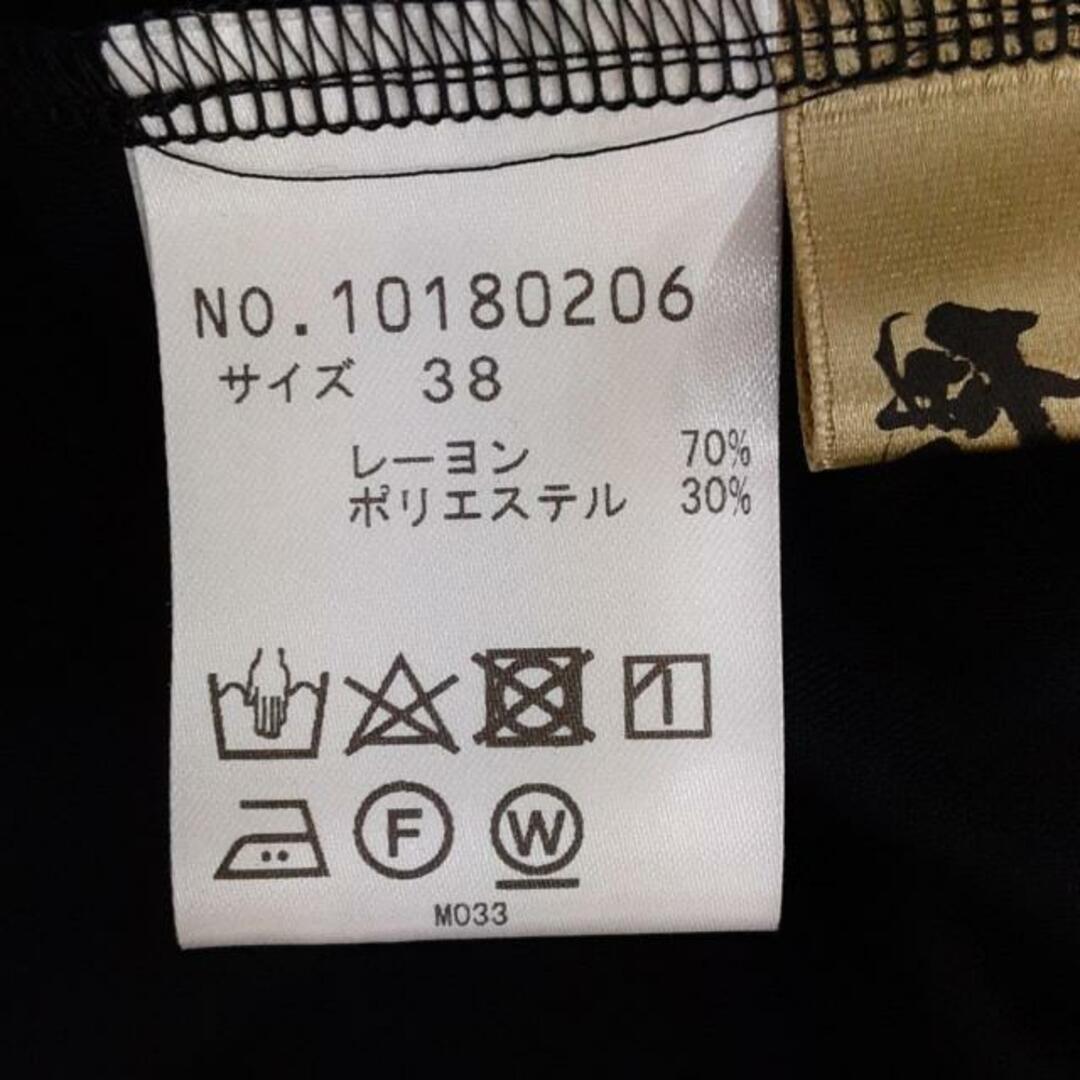 NO.10180206
サイズ 38
レーヨン 70%
ポリエステル 30%
F W
M033